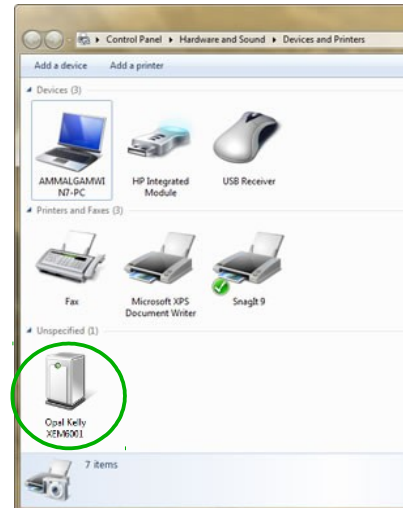 Control Panel ▸ Hardware and Sound ▸ Devices and Printers
Add a device Add a printer
Devices (3)
AMMALGAMWI
N7-PC
HP Integrated
Module
USB Receiver
Printers and Faxes (3)
Fax
Microsoft XPS
Document Writer
SnagIt 9
Unspecified (1)
Opal Kelly
XEM6001
7 items